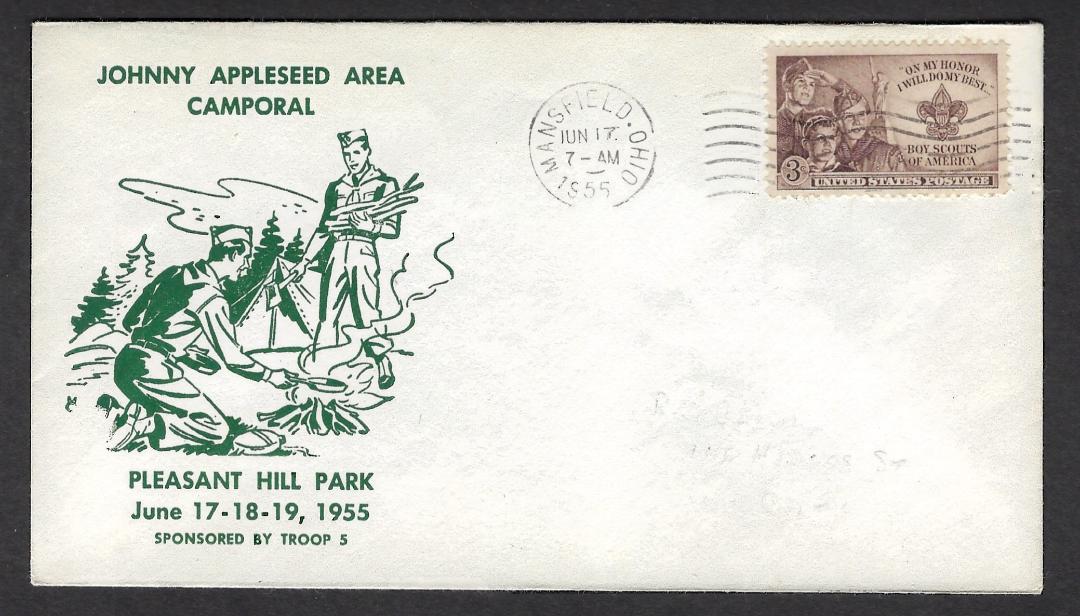 JOHNNY APPLESEED AREA
CAMPORAL
MANSFIELD. OHIO
JUN 17
7-AM
1955
"ON MY HONOR
I WILL DO MY BEST..."
BOY SCOUTS
OF AMERICA
3¢
UNITED STATES POSTAGE
PLEASANT HILL PARK
June 17-18-19, 1955
SPONSORED BY TROOP 5